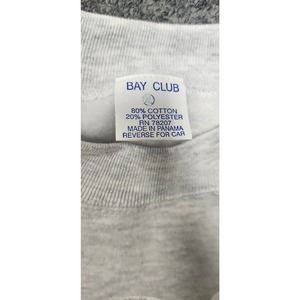 BAY CLUB
80% COTTON
20% POLYESTER
RN 78207
MADE IN PANAMA
REVERSE FOR CAR